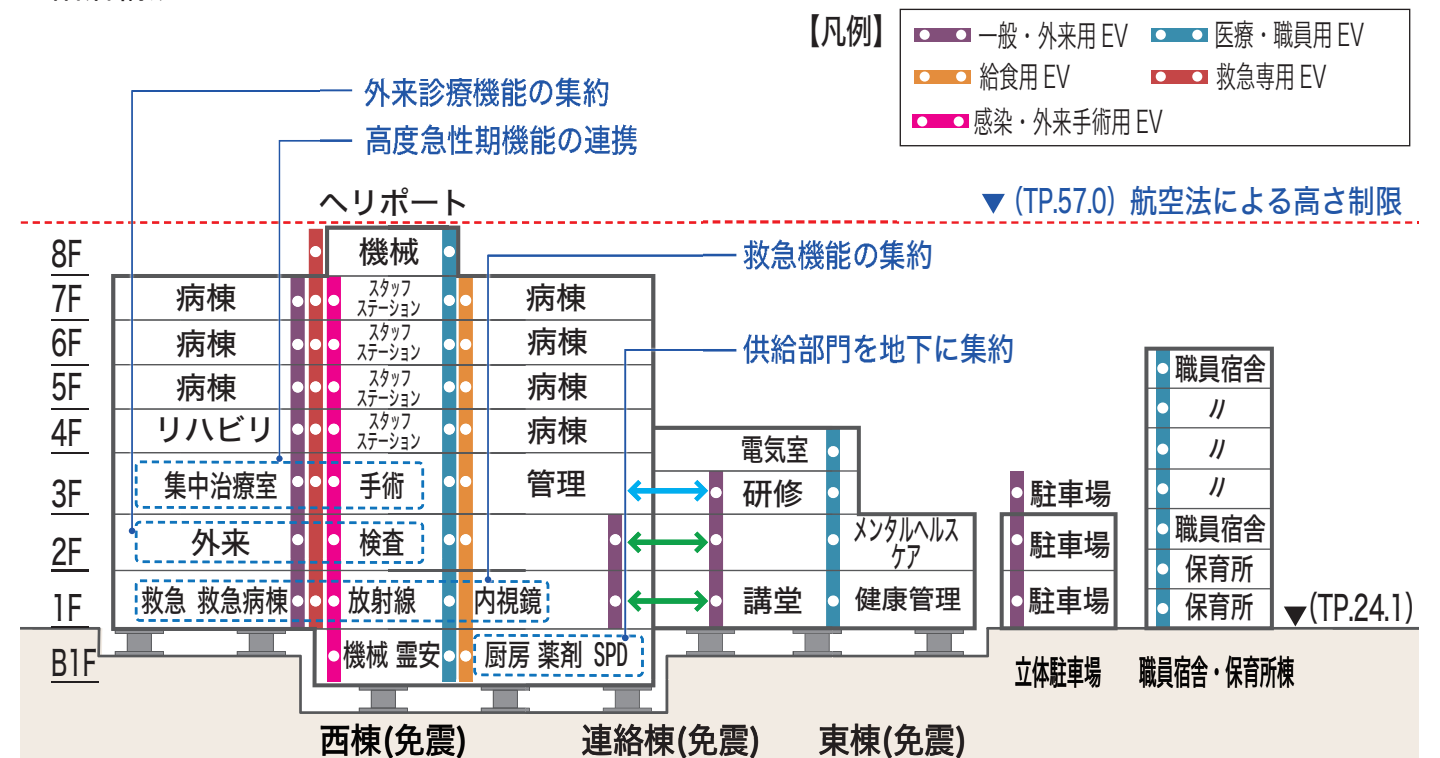 【凡例】
一般・外来用 EV
医療・職員用 EV
給食用 EV
救急専用 EV
感染・外来手術用 EV
外来診療機能の集約
高度急性期機能の連携
ヘリポート
▼ (TP.57.0) 航空法による高さ制限
救急機能の集約
供給部門を地下に集約
8F
機械
7F
病棟
スタッフ
ステーション
病棟
6F
病棟
スタッフ
ステーション
病棟
5F
病棟
スタッフ
ステーション
病棟
4F
リハビリ
スタッフ
ステーション
病棟
電気室
3F
集中治療室
手術
管理
研修
2F
外来
検査
メンタルヘルス
ケア
1F
救急 救急病棟
放射線
内視鏡
講堂
健康管理
B1F
機械 霊安
厨房 薬剤 SPD
駐車場
駐車場
駐車場
職員宿舎
〃
〃
〃
職員宿舎
保育所
保育所
▼(TP.24.1)
立体駐車場
職員宿舎・保育所棟
西棟(免震)
連絡棟(免震)
東棟(免震)